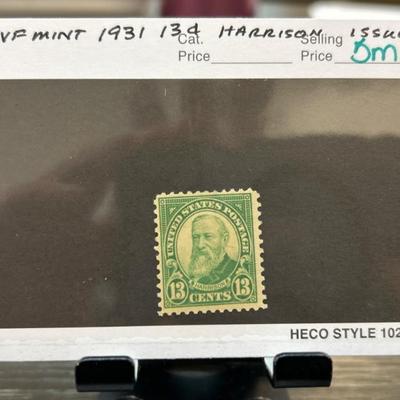 VF MINT 1931 13¢ HARRISON ISSUE
Cat. Selling
Price Price 5m
UNITED STATES POSTAGE
HARRISON
13 CENTS 13
HECO STYLE 102